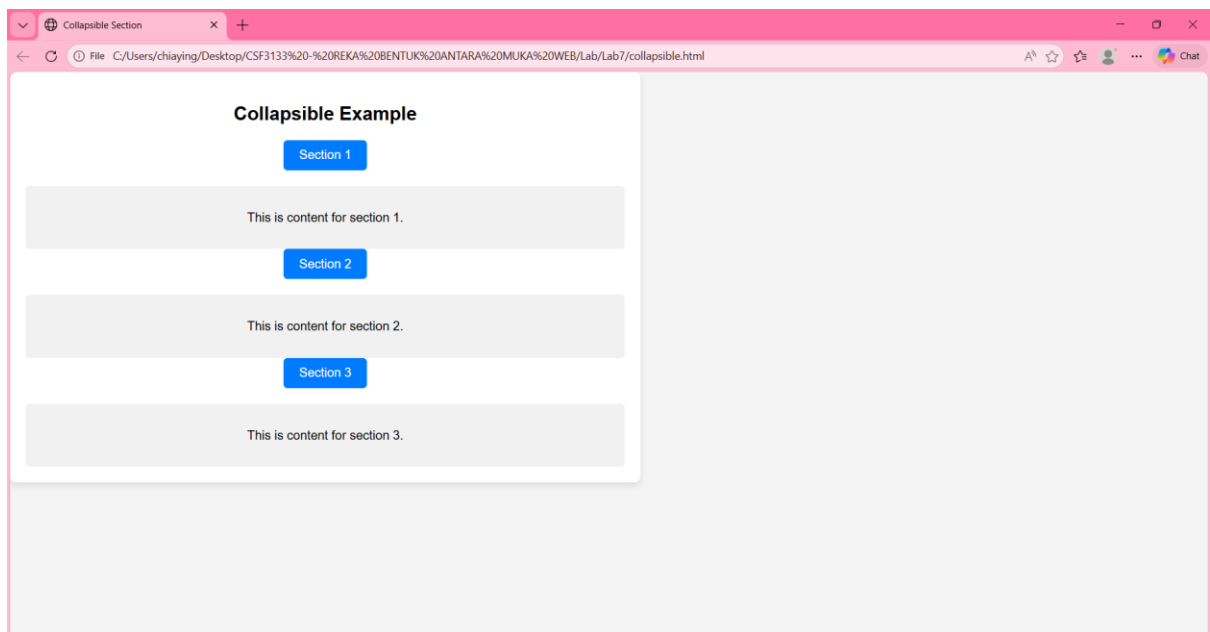 Collapsible Section
File C:/Users/chiaying/Desktop/CSF3133%20-%20REKA%20BENTUK%20ANTARA%20MUKA%20WEB/Lab/Lab7/collapsible.html
Chat
Collapsible Example
Section 1
This is content for section 1.
Section 2
This is content for section 2.
Section 3
This is content for section 3.